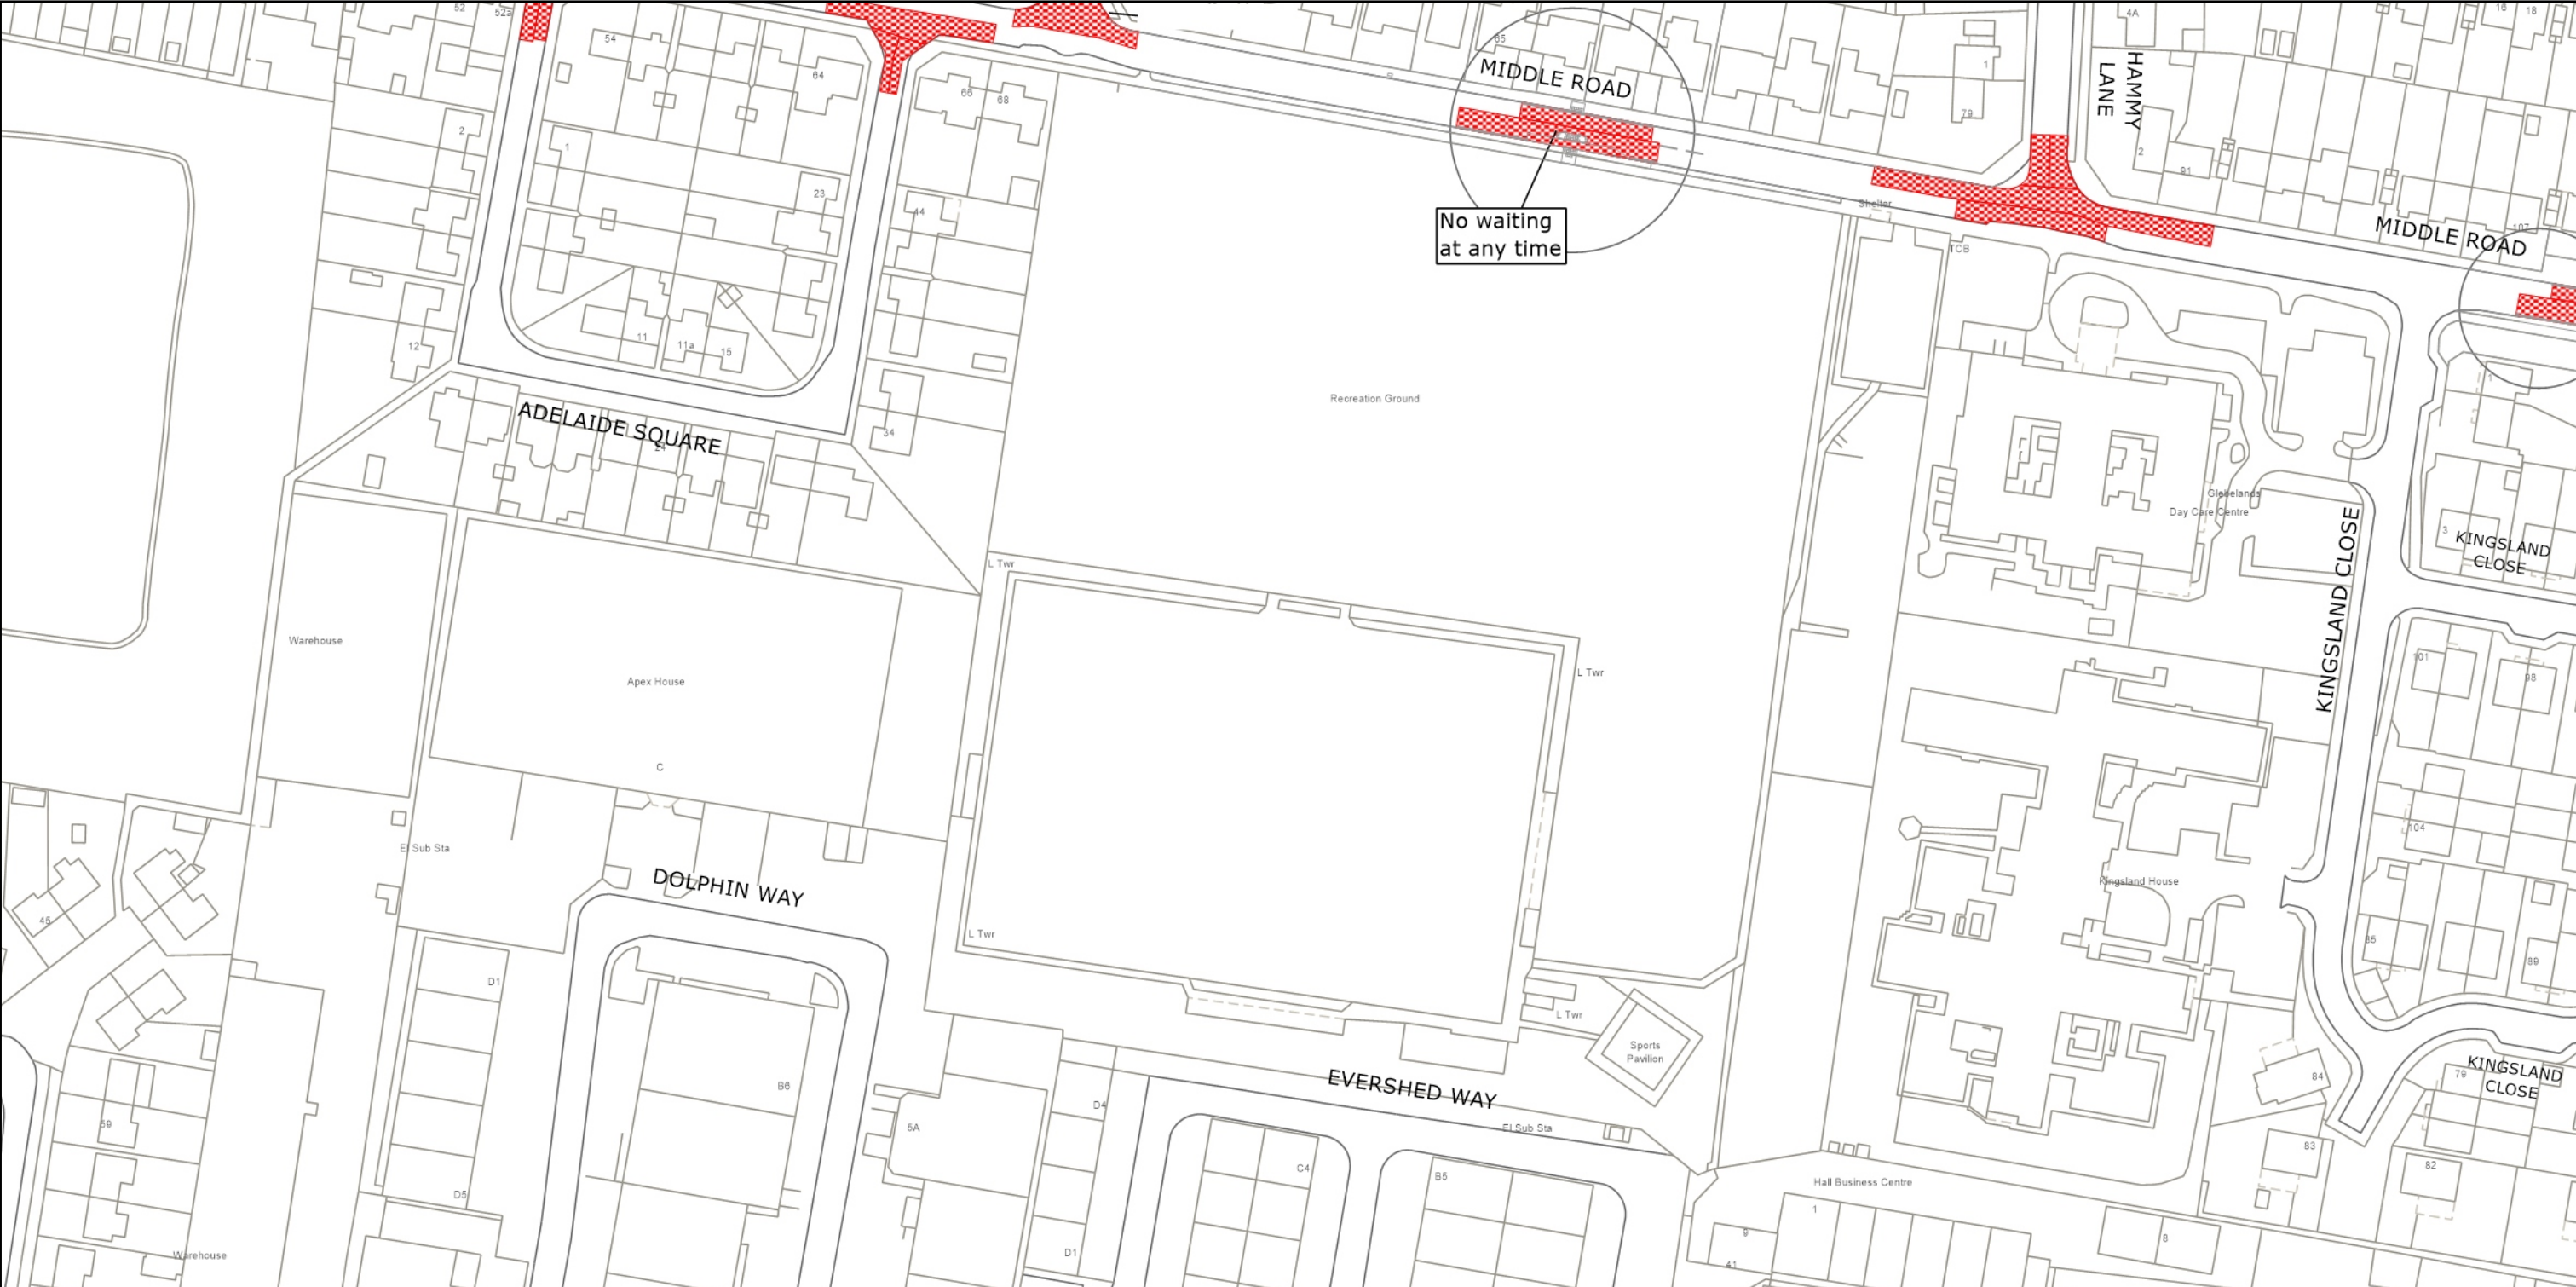 52
52a
54
64
65
MIDDLE ROAD
1
79
4A
HAMMY
LANE
16
18
2
66
68
2
91
1
23
44
Shelter
TCB
No waiting
at any time
107
MIDDLE ROAD
12
11
11a
15
34
ADELAIDE SQUARE
24
Recreation Ground
1
Glebelands
Day Care Centre
3
KINGSLAND
CLOSE
KINGSLAND CLOSE
L Twr
Warehouse
Apex House
L Twr
101
98
C
El Sub Sta
104
DOLPHIN WAY
Kingsland House
45
L Twr
85
89
D1
L Twr
Sports
Pavilion
B6
EVERSHED WAY
84
79
KINGSLAND
CLOSE
D4
59
5A
El Sub Sta
83
C4
B5
82
Hall Business Centre
D5
1
9
8
Warehouse
D1
41